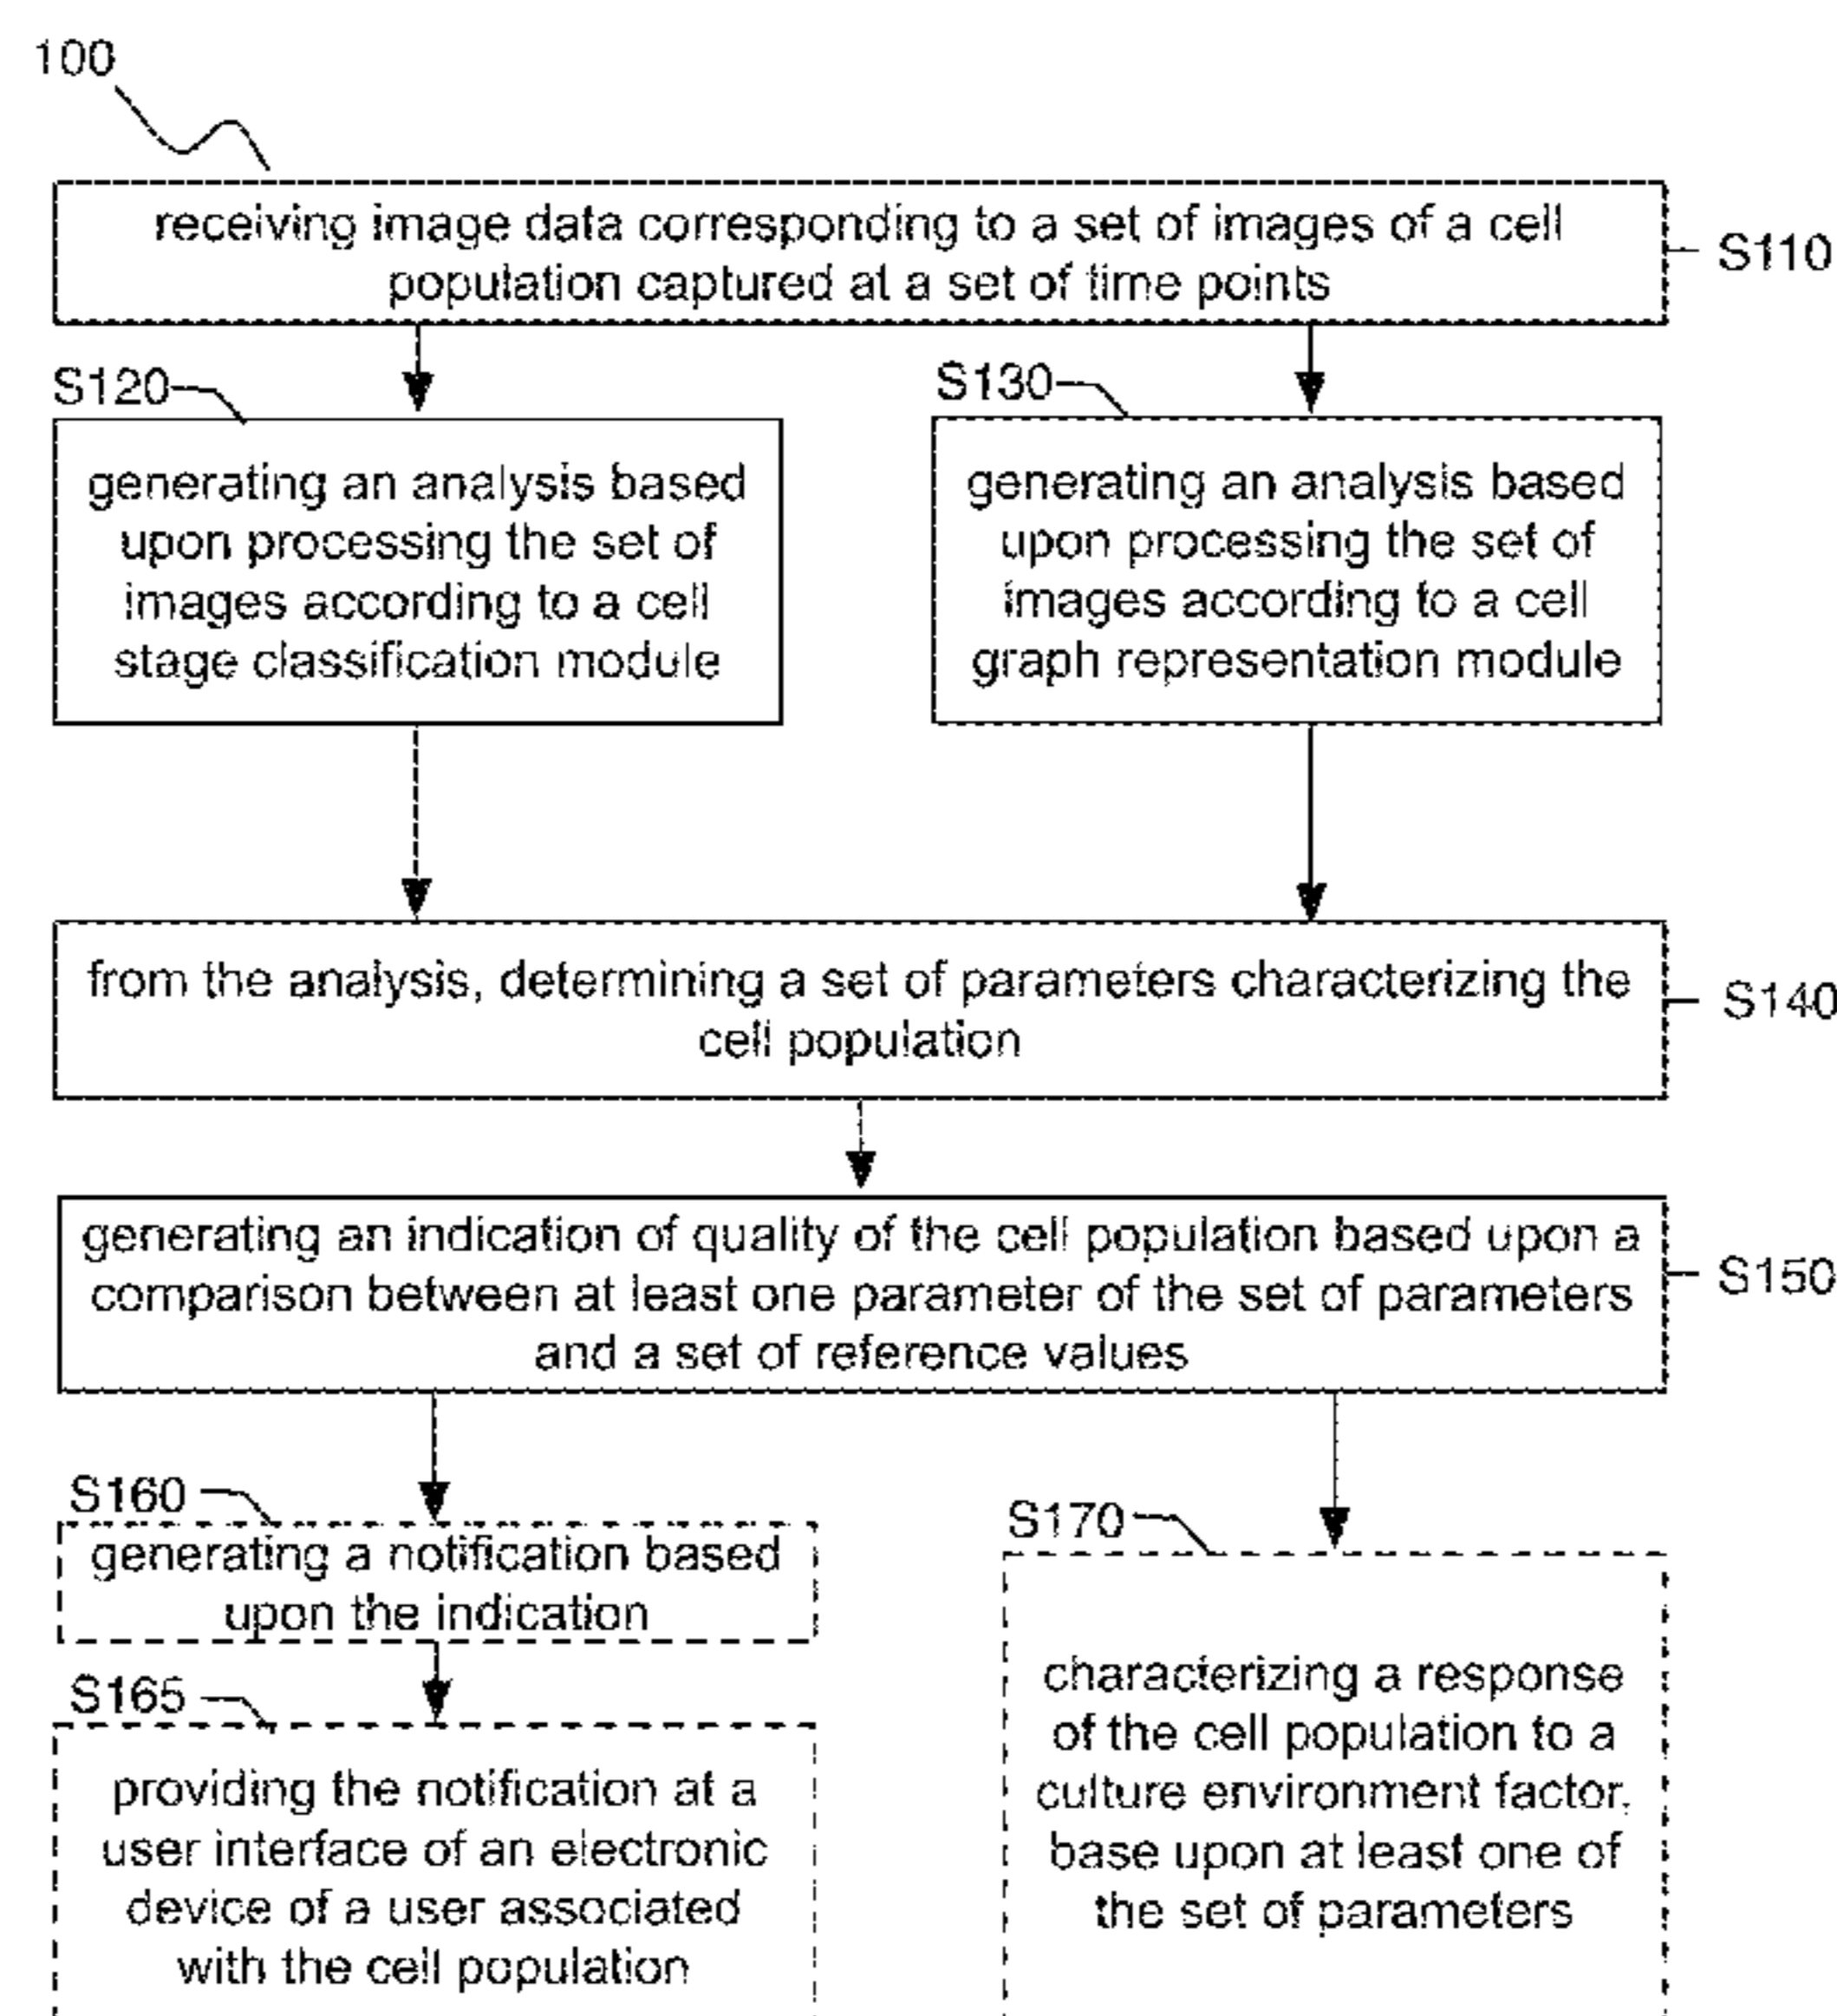 100
receiving image data corresponding to a set of images of a cell
population captured at a set of time points
S110
S120
generating an analysis based
upon processing the set of
images according to a cell
stage classification module
S130
generating an analysis based
upon processing the set of
images according to a cell
graph representation module
from the analysis, determining a set of parameters characterizing the
cell population
S140
generating an indication of quality of the cell population based upon a
comparison between at least one parameter of the set of parameters
and a set of reference values
S150
S160
generating a notification based
upon the indication
S165
providing the notification at a
user interface of an electronic
device of a user associated
with the cell population
S170
characterizing a response
of the cell population to a
culture environment factor,
base upon at least one of
the set of parameters